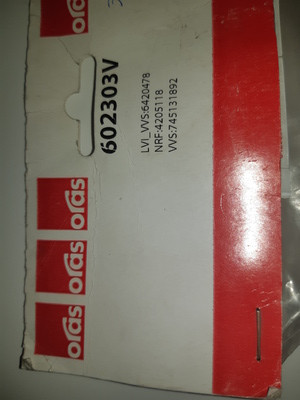 602303V
LVI_VVS:6420478
NRF:4205118
VVS:745131892
oras
oras
oras
oras